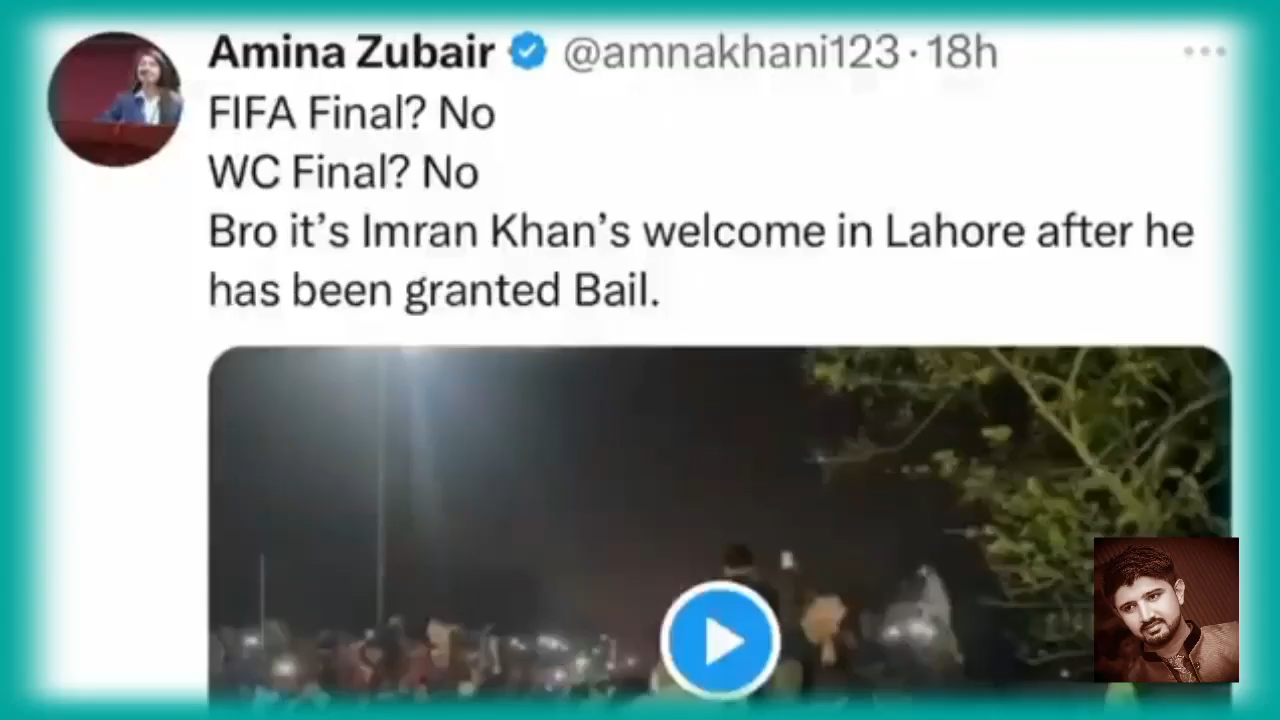 Amina Zubair @amnakhani123 · 18h
FIFA Final? No
WC Final? No
Bro it's Imran Khan's welcome in Lahore after he
has been granted Bail.